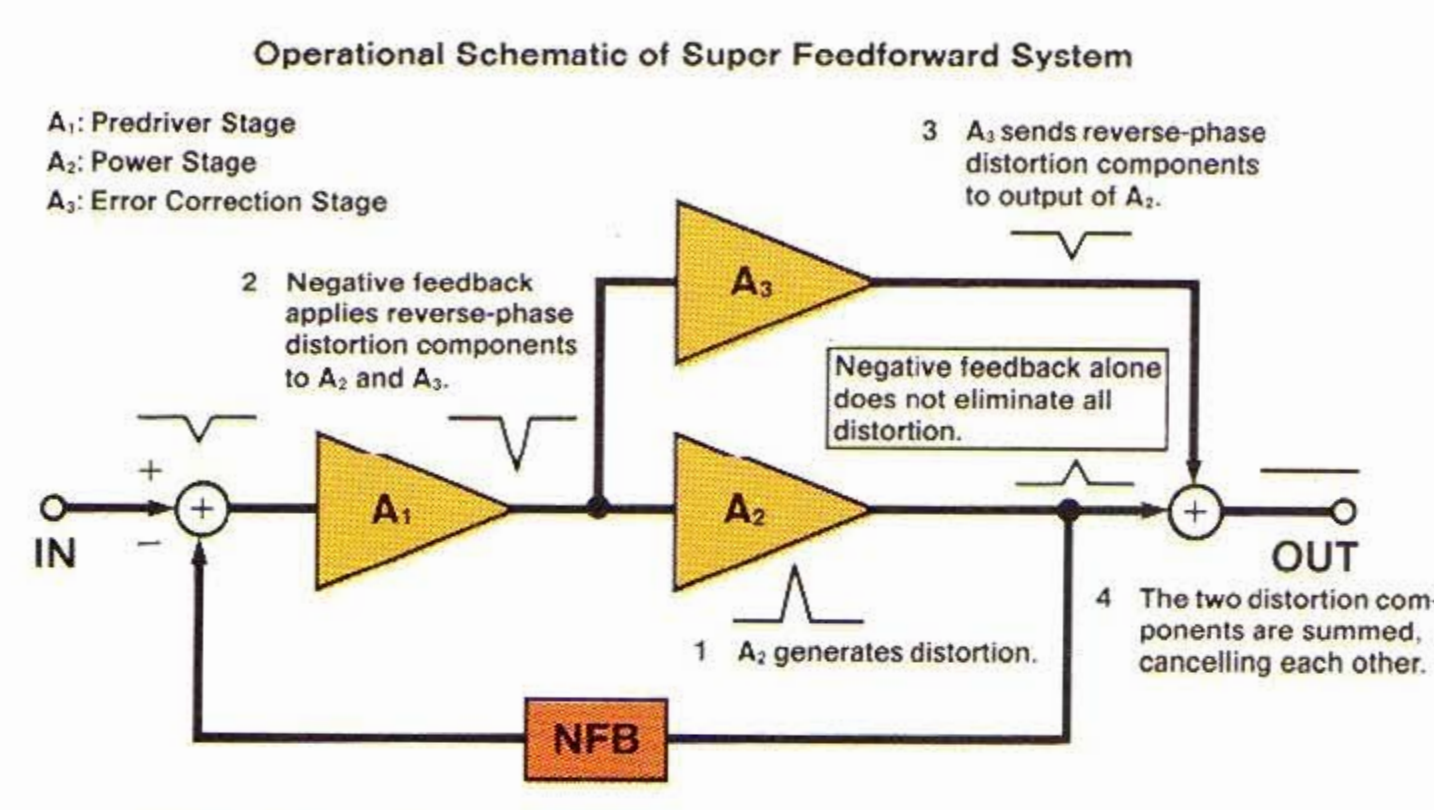 Operational Schematic of Super Feedforward System
A₁: Predriver Stage
A₂: Power Stage
A₃: Error Correction Stage
3 A₃ sends reverse-phase
distortion components
to output of A₂.
2 Negative feedback
applies reverse-phase
distortion components
to A₂ and A₃.
A₃
Negative feedback alone
does not eliminate all
distortion.
+
IN
−
+
A₁
A₂
+
OUT
1 A₂ generates distortion.
4 The two distortion com-
ponents are summed,
cancelling each other.
NFB